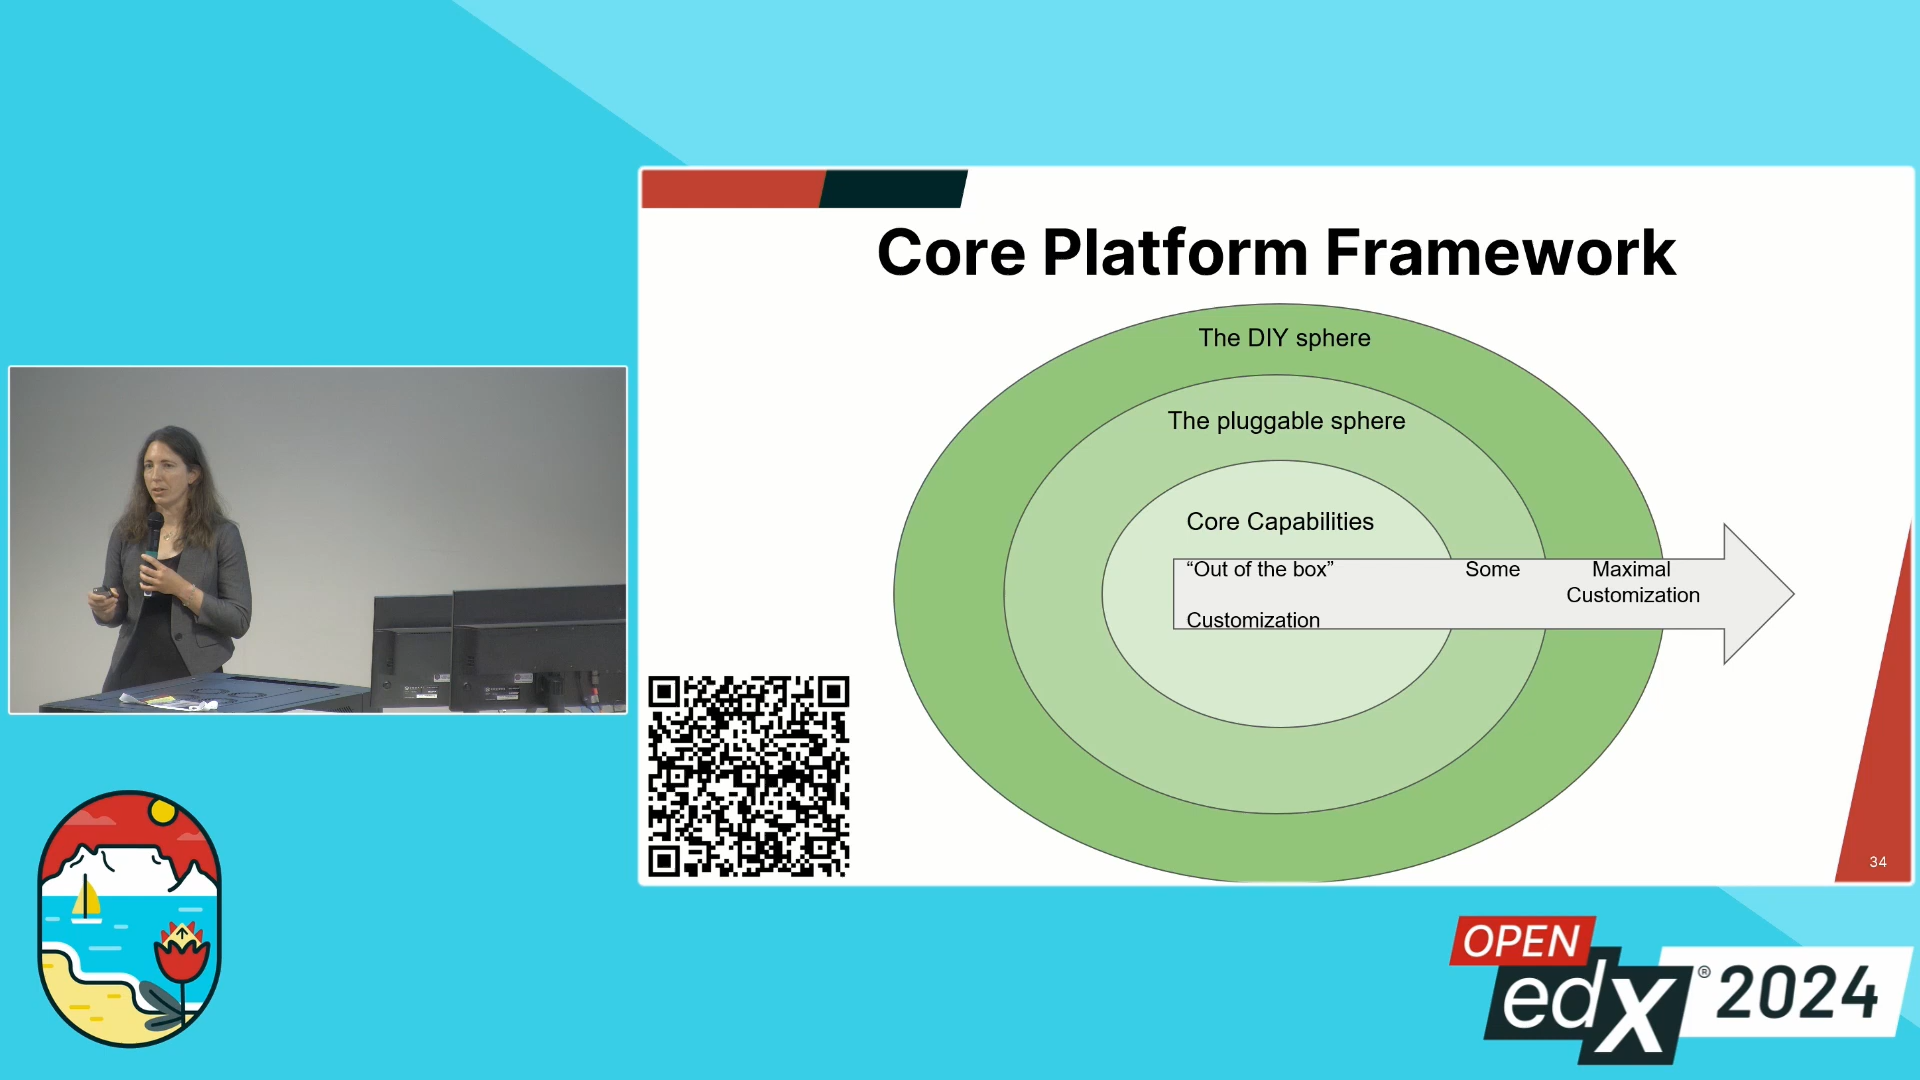 Core Platform Framework
The DIY sphere
The pluggable sphere
Core Capabilities
“Out of the box” Some Maximal
Customization
Customization
34
OPEN
edX® 2024